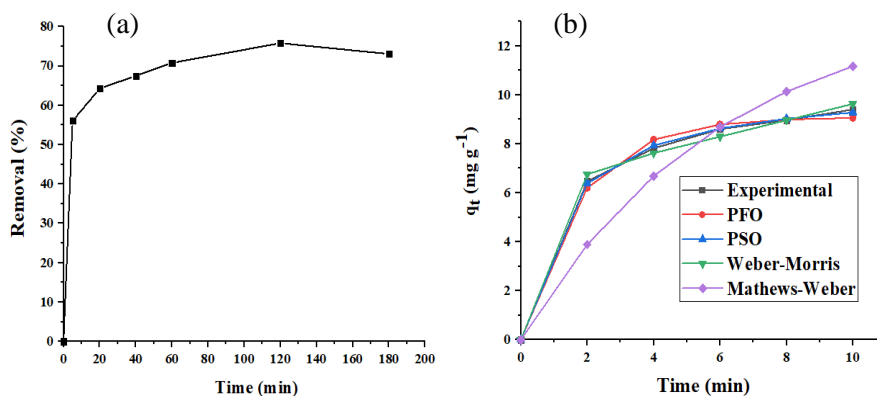 (a)
80
70
60
50
40
30
20
10
0
Removal (%)
0 20 40 60 80 100 120 140 160 180 200
Time (min)
(b)
12
10
8
6
4
2
0
qt (mg g-1)
Experimental
PFO
PSO
Weber-Morris
Mathews-Weber
0 2 4 6 8 10
Time (min)